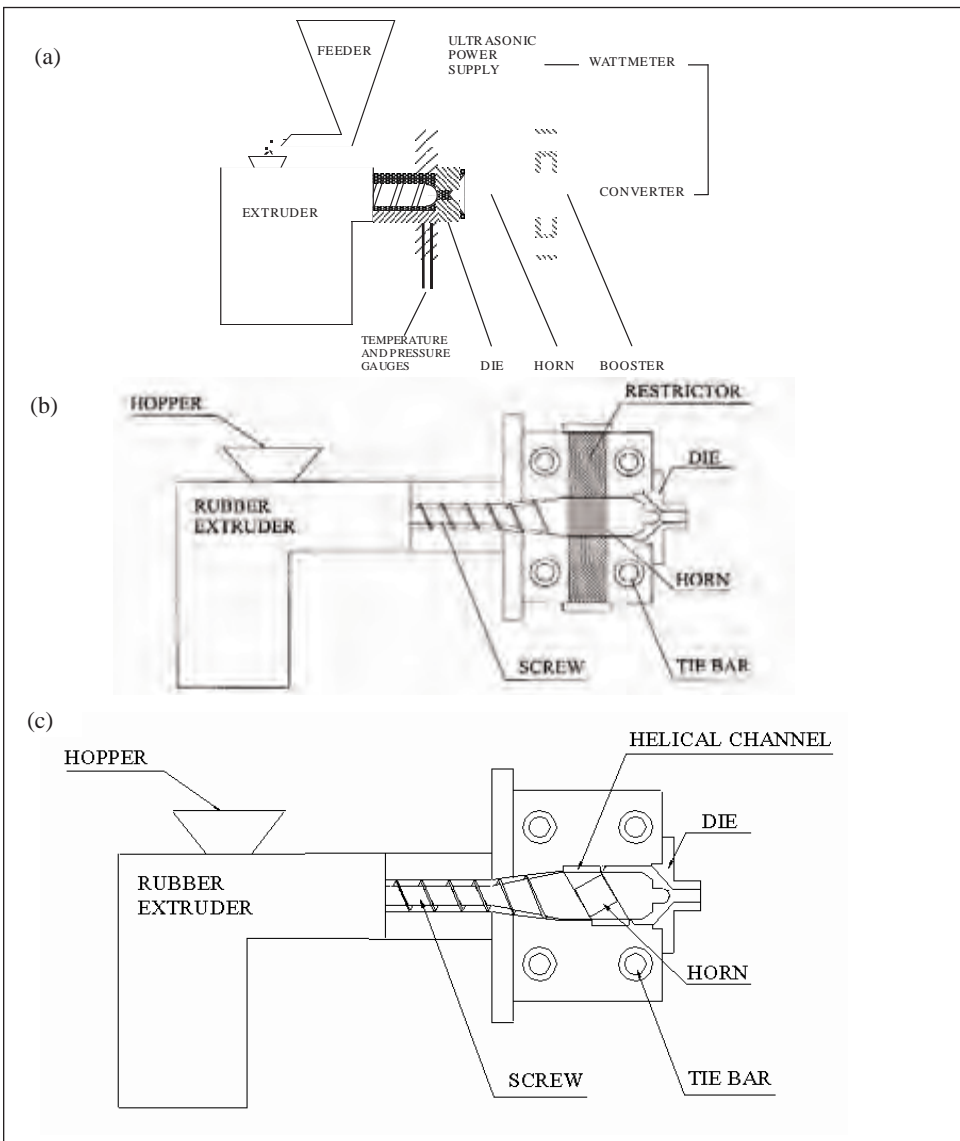 (a)
FEEDER
ULTRASONIC
POWER
SUPPLY
WATTMETER
CONVERTER
EXTRUDER
TEMPERATURE
AND PRESSURE
GAUGES
DIE
HORN
BOOSTER
(b)
HOPPER
RESTRICTOR
DIE
RUBBER
EXTRUDER
HORN
SCREW
TIE BAR
(c)
HOPPER
HELICAL CHANNEL
DIE
RUBBER
EXTRUDER
HORN
SCREW
TIE BAR